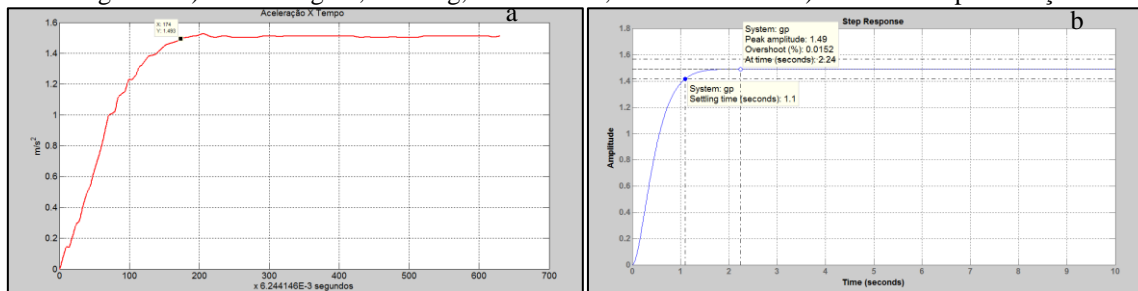 Aceleração X Tempo
a
X: 174
Y: 1.493
1.6
1.4
1.2
1
0.8
0.6
0.4
0.2
0
m/s²
0 100 200 300 400 500 600 700
x 6.244146E-3 segundos
b
Step Response
System: gp
Peak amplitude: 1.49
Overshoot (%): 0.0152
At time (seconds): 2.24
System: gp
Settling time (seconds): 1.1
1.8
1.6
1.4
1.2
1
0.8
0.6
0.4
0.2
0
Amplitude
0 1 2 3 4 5 6 7 8 9 10
Time (seconds)